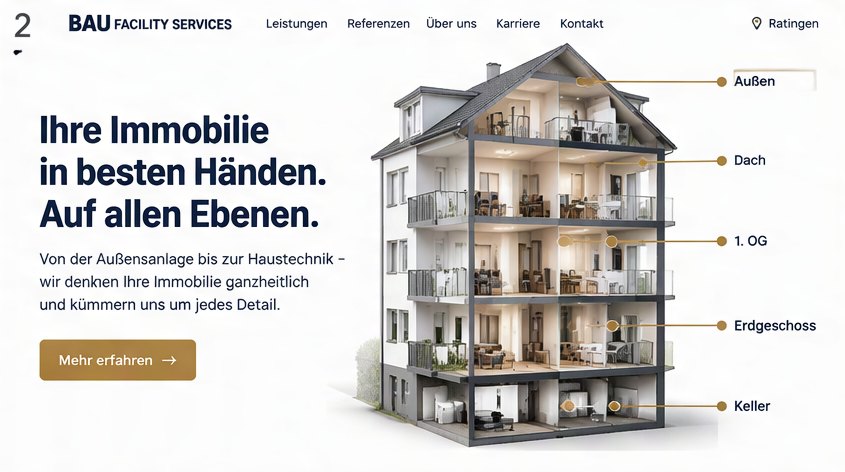 2
BAU FACILITY SERVICES
Leistungen
Referenzen
Über uns
Karriere
Kontakt
Ratingen
Ihre Immobilie
in besten Händen.
Auf allen Ebenen.
Von der Außensanlage bis zur Haustechnik –
wir denknen Ihre Immobilie ganzheitlich
und kümmern uns um jedes Detail.
Mehr erfahren →
Außen
Dach
1. OG
Erdgeschoss
Keller